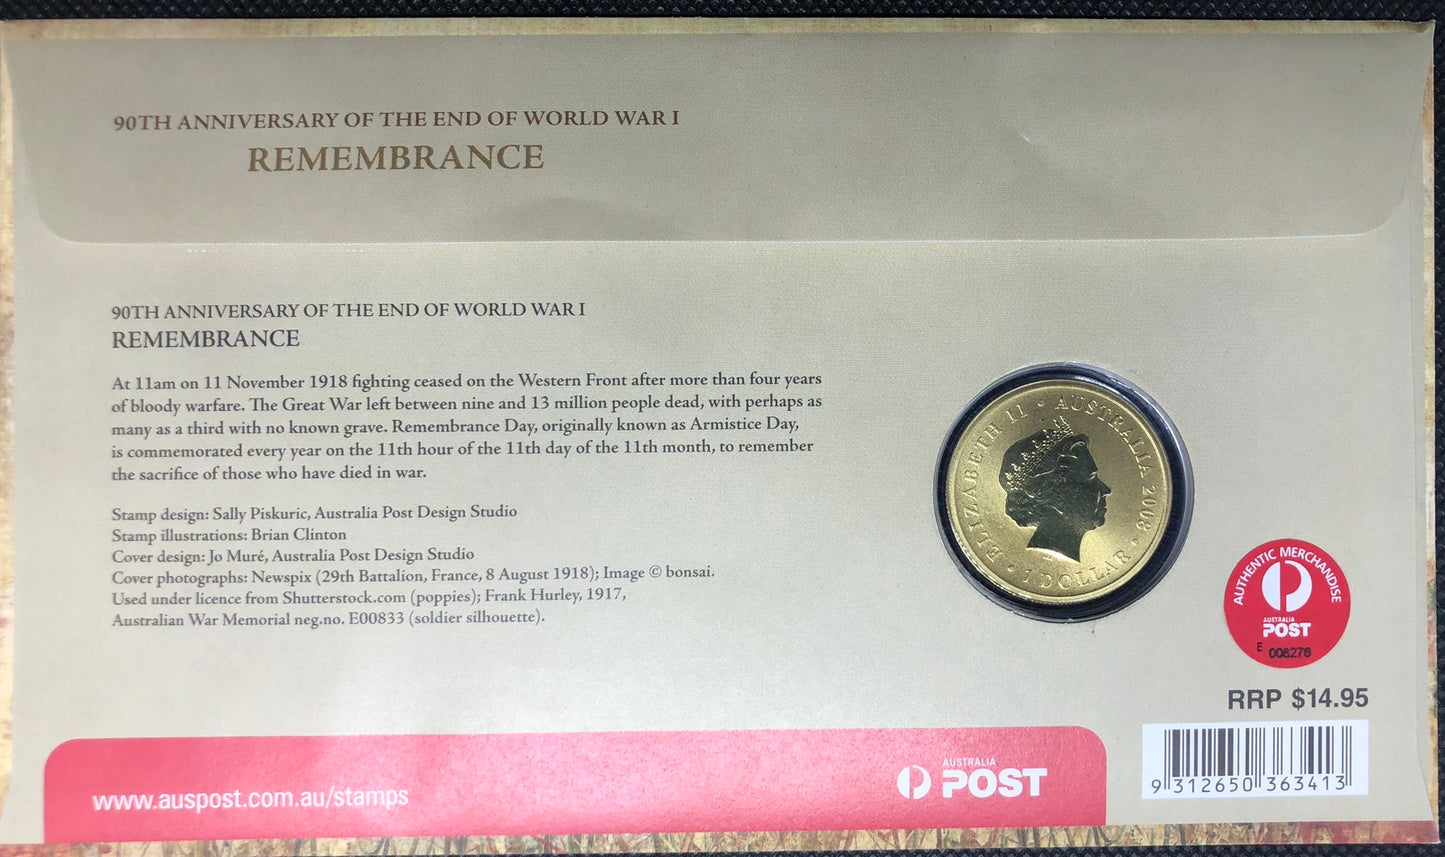 90TH ANNIVERSARY OF THE END OF WORLD WAR I
REMEMBRANCE
90TH ANNIVERSARY OF THE END OF WORLD WAR I
REMEMBRANCE
At 11am on 11 November 1918 fighting ceased on the Western Front after more than four years
of bloody warfare. The Great War left between nine and 13 million people dead, with perhaps as
many as a third with no known grave. Remembrance Day, originally known as Armistice Day,
is commemorated every year on the 11th hour of the 11th day of the 11th month, to remember
the sacrifice of those who have died in war.
Stamp design: Sally Piskuric, Australia Post Design Studio
Stamp illustrations: Brian Clinton
Cover design: Jo Muré, Australia Post Design Studio
Cover photographs: Newspix (29th Battalion, France, 8 August 1918); Image © bonsai.
Used under licence from Shutterstock.com (poppies); Frank Hurley, 1917,
Australian War Memorial neg.no. E00833 (soldier silhouette).
ELIZABETH II · AUSTRALIA 2008 · 1 DOLLAR ·
AUTHENTIC MERCHANDISE
AUSTRALIA
POST
E 008276
RRP $14.95
9 312650 363413
www.auspost.com.au/stamps
AUSTRALIA
POST